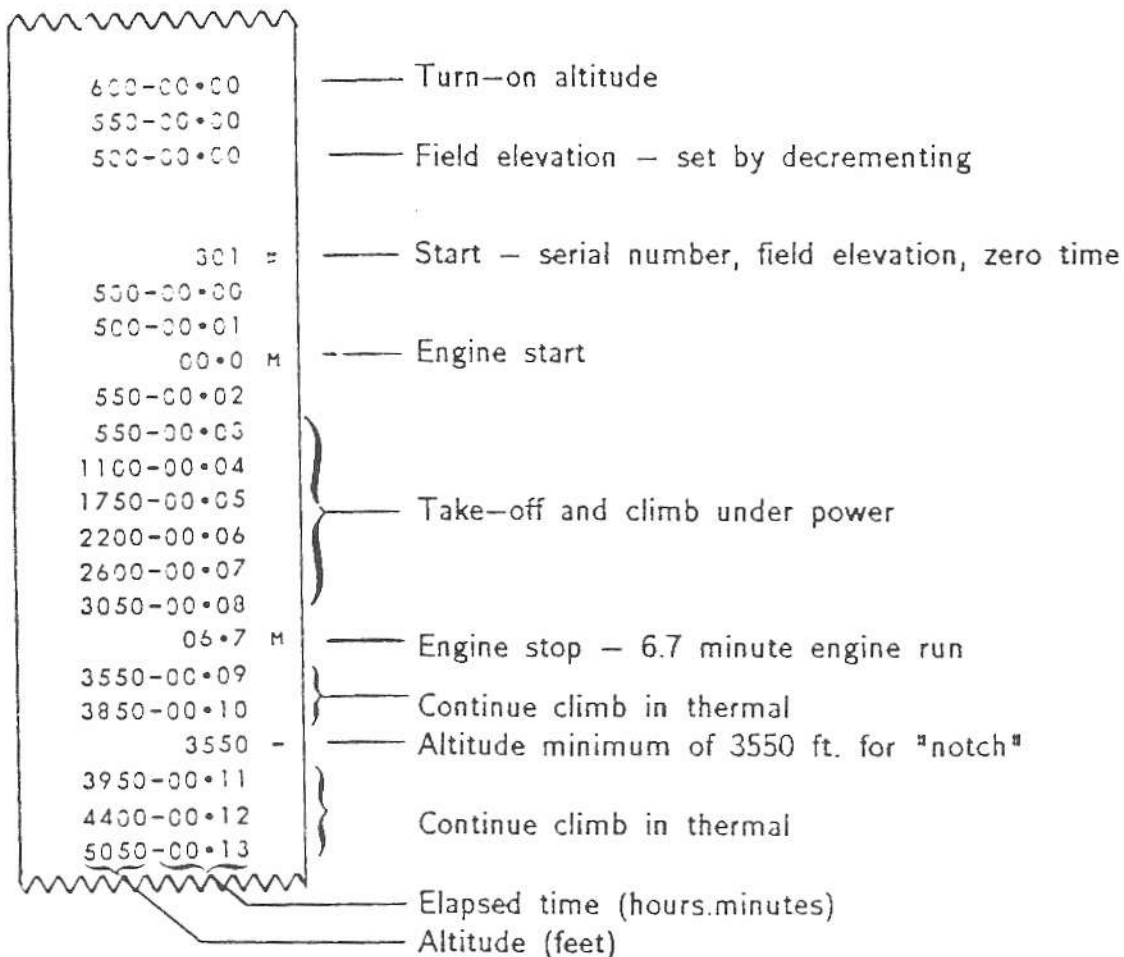 600-00•00 Turn-on altitude
550-00•00
500-00•00 Field elevation - set by decrementing
301 # Start - serial number, field elevation, zero time
500-00•00
500-00•01
00•0 M Engine start
550-00•02
550-00•03
1100-00•04
1750-00•05 Take-off and climb under power
2200-00•06
2600-00•07
3050-00•08
06•7 M Engine stop - 6.7 minute engine run
3550-00•09
3850-00•10 Continue climb in thermal
3550 - Altitude minimum of 3550 ft. for "notch"
3950-00•11
4400-00•12 Continue climb in thermal
5050-00•13
Elapsed time (hours.minutes)
Altitude (feet)